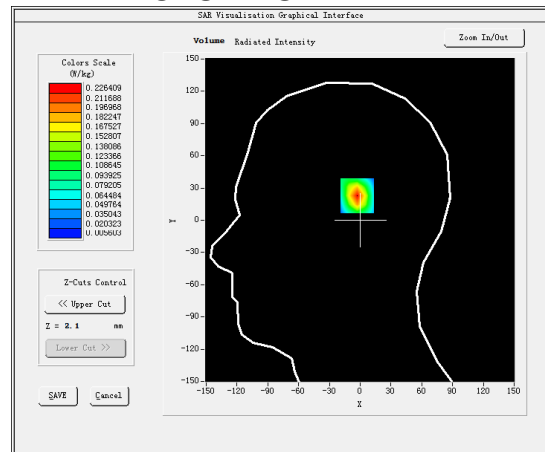 SAR Visualisation Graphical Interface
Volume Radiated Intensity
Zoom In/Out
Colors Scale
(W/kg)
0.226409
0.211688
0.196968
0.182247
0.167527
0.152807
0.138086
0.123366
0.108645
0.093925
0.079205
0.064484
0.049764
0.035043
0.020323
0.005603
Z-Cuts Control
<< Upper Cut
Z = 2.1 mm
Lower Cut >>
SAVE Cancel
150
120
90
60
30
0
-30
-60
-90
-120
-150
Y
-150 -120 -90 -60 -30 0 30 60 90 120 150
X